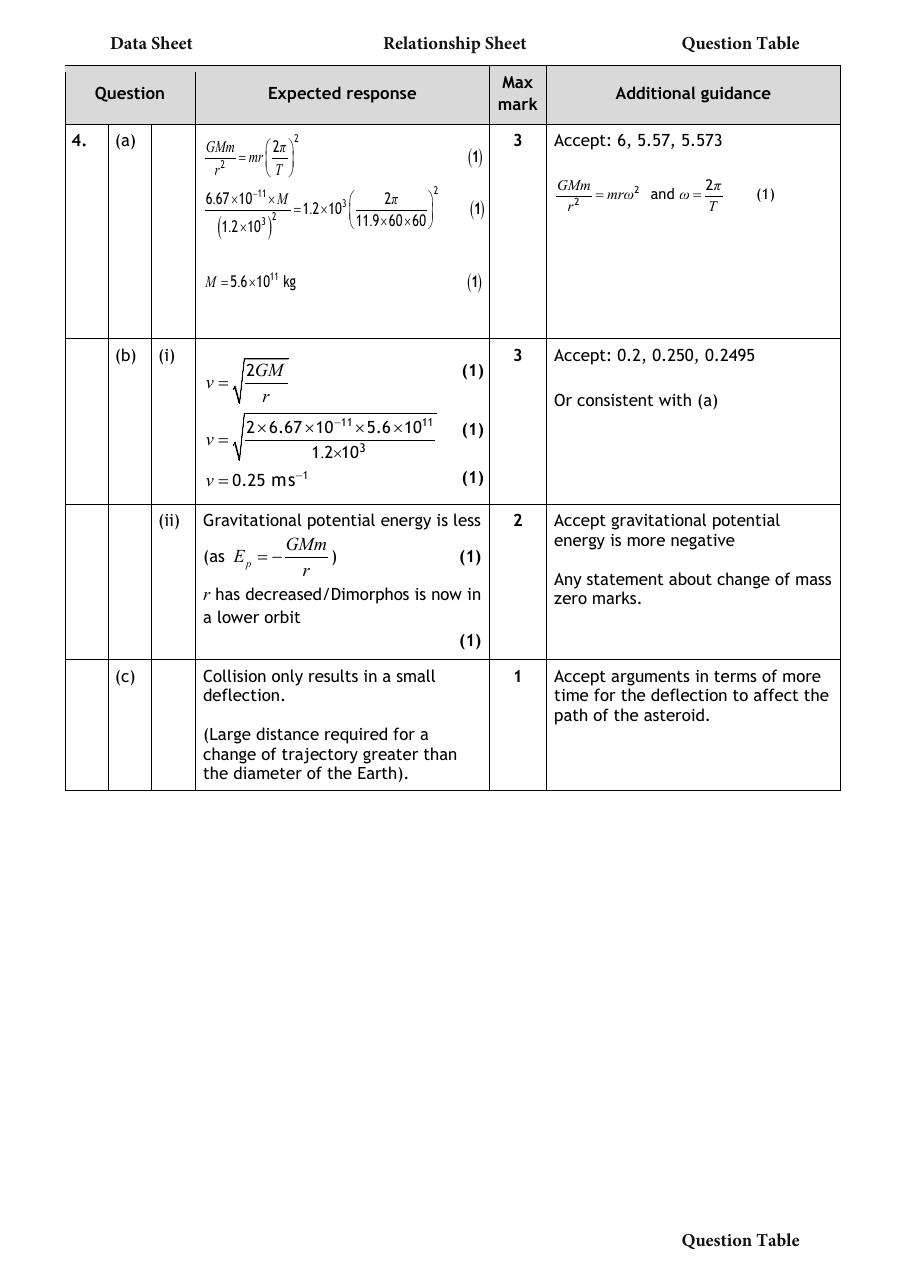 Data Sheet Relationship Sheet Question Table
Question Expected response Max mark Additional guidance
4. (a) 3
GMm/r² = mr(2π/T)² (1)
6.67×10⁻¹¹×M/(1.2×10³)² = 1.2×10³(2π/11.9×60×60)² (1)
M = 5.6×10¹¹ kg (1)
Accept: 6, 5.57, 5.573
GMm/r² = mrω² and ω = 2π/T (1)
(b) (i) 3
v = √(2GM/r) (1)
v = √(2×6.67×10⁻¹¹×5.6×10¹¹/1.2×10³) (1)
v = 0.25 ms⁻¹ (1)
Accept: 0.2, 0.250, 0.2495
Or consistent with (a)
(ii) 2
Gravitational potential energy is less
(as Eₚ = −GMm/r) (1)
r has decreased/Dimorphos is now in
a lower orbit
(1)
Accept gravitational potential
energy is more negative
Any statement about change of mass
zero marks.
(c) 1
Collision only results in a small
deflection.
(Large distance required for a
change of trajectory greater than
the diameter of the Earth).
Accept arguments in terms of more
time for the deflection to affect the
path of the asteroid.
Question Table